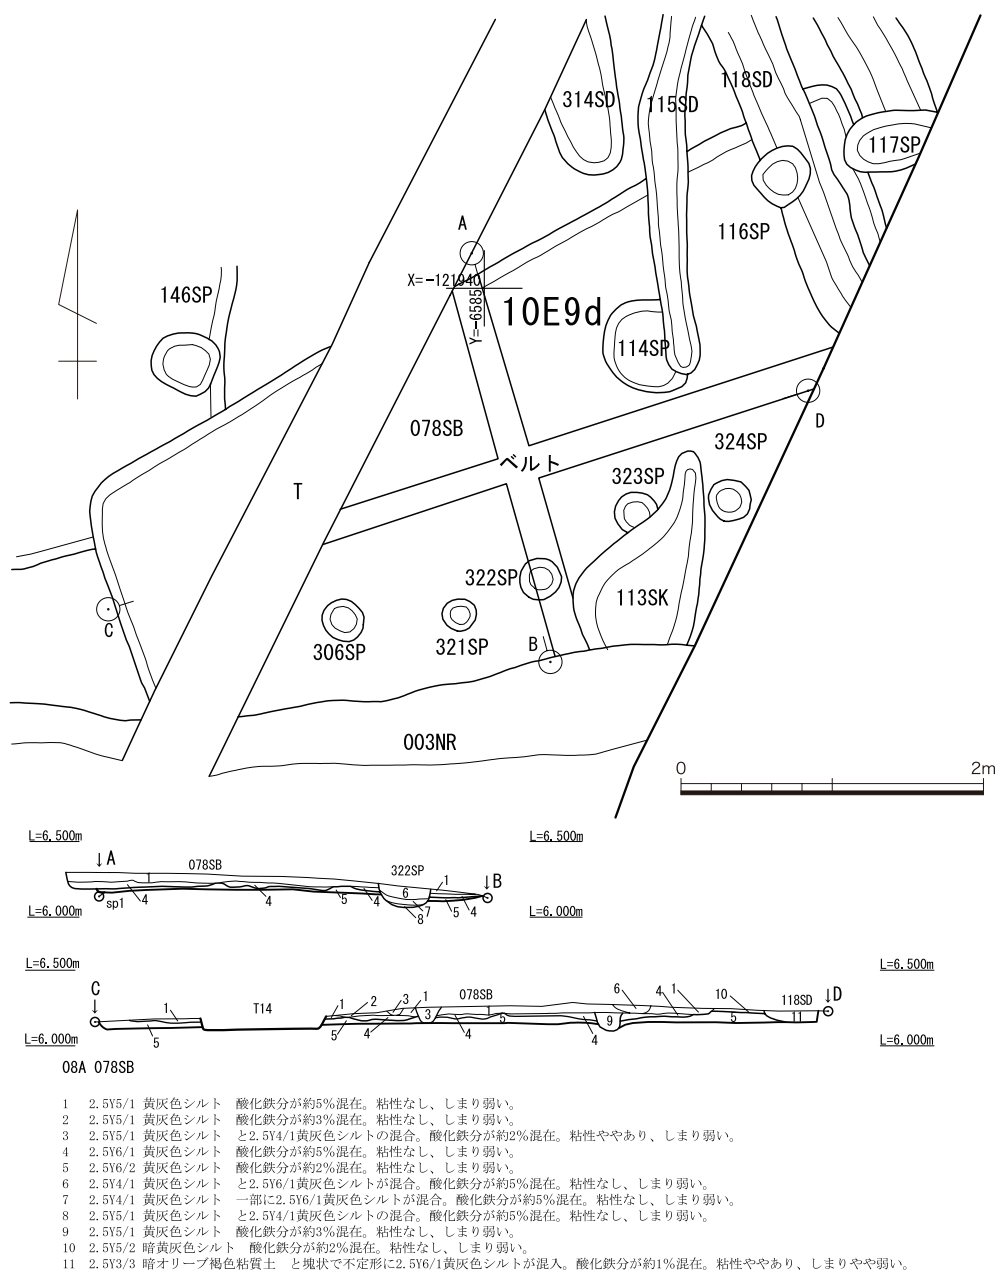 118SD
314SD
115SD
117SP
A
116SP
X=-121940
146SP
Y=-6585
10E9d
114SP
D
078SB
324SP
ベルト
323SP
T
322SP
113SK
C
306SP
321SP
B
003NR
0
2m
L=6.500m
L=6.500m
↓A
078SB
322SP
1
1
↓B
6
4
sp1
4
5
4
7
5
4
8
L=6.000m
L=6.000m
L=6.500m
L=6.500m
C
078SB
D
118SD
T14
1
1
2
3
1
1
6
4
1
10
3
5
9
5
11
5
5
4
4
4
L=6.000m
L=6.000m
08A 078SB
1 2.5Y5/1 黄灰色シルト 酸化鉄分が約5%混在。粘性なし、しまり弱い。
2 2.5Y5/1 黄灰色シルト 酸化鉄分が約3%混在。粘性なし、しまり弱い。
3 2.5Y5/1 黄灰色シルト と2.5Y4/1黄灰色シルトの混合。酸化鉄分が約2%混在。粘性ややあり、しまり弱い。
4 2.5Y6/1 黄灰色シルト 酸化鉄分が約5%混在。粘性なし、しまり弱い。
5 2.5Y6/2 黄灰色シルト 酸化鉄分が約2%混在。粘性なし、しまり弱い。
6 2.5Y4/1 黄灰色シルト と2.5Y6/1黄灰色シルトが混合。酸化鉄分が約5%混在。粘性なし、しまり弱い。
7 2.5Y4/1 黄灰色シルト 一部に2.5Y6/1黄灰色シルトが混合。酸化鉄分が約5%混在。粘性なし、しまり弱い。
8 2.5Y5/1 黄灰色シルト と2.5Y4/1黄灰色シルトの混合。酸化鉄分が約5%混在。粘性なし、しまり弱い。
9 2.5Y5/1 黄灰色シルト 酸化鉄分が約3%混在。粘性なし、しまり弱い。
10 2.5Y5/2 暗黄灰色シルト 酸化鉄分が約2%混在。粘性なし、しまり弱い。
11 2.5Y3/3 暗オリーブ褐色粘質土 と塊状で不定形に2.5Y6/1黄灰色シルトが混入。酸化鉄分が約1%混在。粘性ややあり、しまりやや弱い。